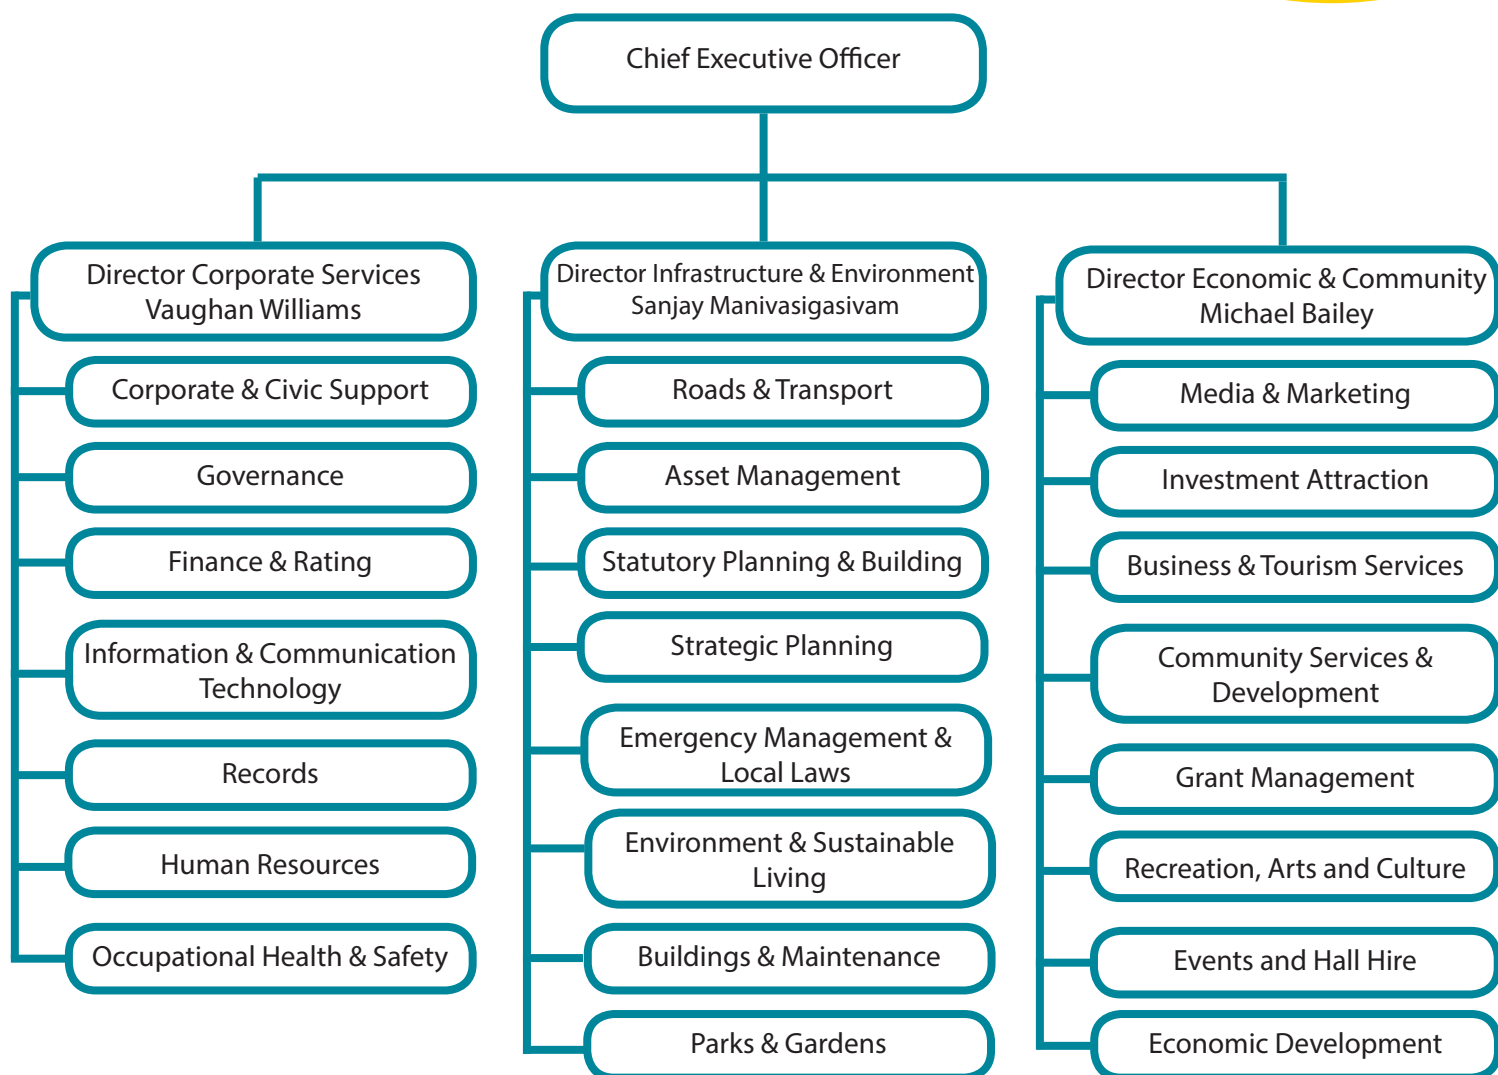 Chief Executive Officer
Director Corporate Services
Vaughan Williams
Corporate & Civic Support
Governance
Finance & Rating
Information & Communication
Technology
Records
Human Resources
Occupational Health & Safety
Director Infrastructure & Environment
Sanjay Manivasigasivam
Roads & Transport
Asset Management
Statutory Planning & Building
Strategic Planning
Emergency Management &
Local Laws
Environment & Sustainable
Living
Buildings & Maintenance
Parks & Gardens
Director Economic & Community
Michael Bailey
Media & Marketing
Investment Attraction
Business & Tourism Services
Community Services &
Development
Grant Management
Recreation, Arts and Culture
Events and Hall Hire
Economic Development